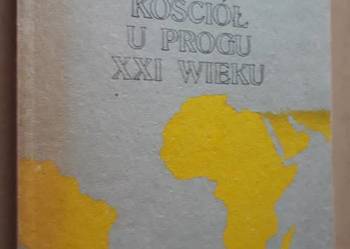 KOŚCIÓŁ
U PROGU
XXI WIEKU